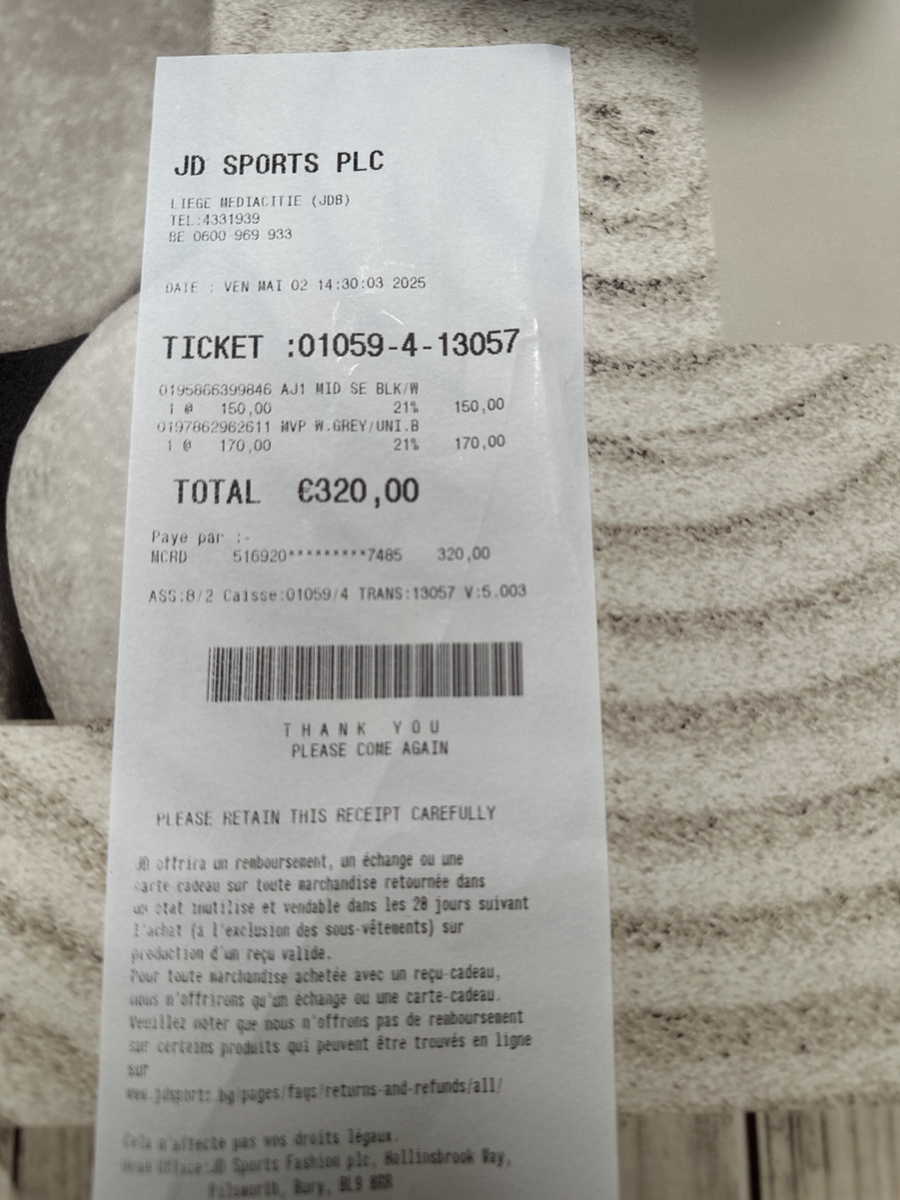 JD SPORTS PLC
LIEGE MEDIACITIE (JDB)
TEL:4331939
BE 0600 969 933
DATE : VEN MAI 02 14:30:03 2025
TICKET :01059-4-13057
0195866399846 AJ1 MID SE BLK/W
1 @ 150,00 21% 150,00
0197862962611 MVP W.GREY/UNI.B
1 @ 170,00 21% 170,00
TOTAL €320,00
Paye par :-
MCRD 516920*********7485 320,00
ASS:8/2 Caisse:01059/4 TRANS:13057 V:5.003
THANK YOU
PLEASE COME AGAIN
PLEASE RETAIN THIS RECEIPT CAREFULLY
JD offrira un remboursement, un échange ou une
carte cadeau sur toute marchandise retournée dans
un état inutilisé et vendable dans les 28 jours suivant
l'achat (à l'exclusion des sous-vêtements) sur
production d'un reçu valide.
Pour toute marchandise achetée avec un reçu-cadeau,
nous n'offrirons qu'un échange ou une carte-cadeau.
Veuillez noter que nous n'offrons pas de remboursement
sur certains produits qui peuvent être trouvés en ligne
sur
/pages/faqs/returns-and-refunds/all/
Cela n'affecte pas vos droits légaux.
Head Office:JD Sports Fashion plc, Hollinsbrook Way,
Pilsworth, Bury, BL9 8RR